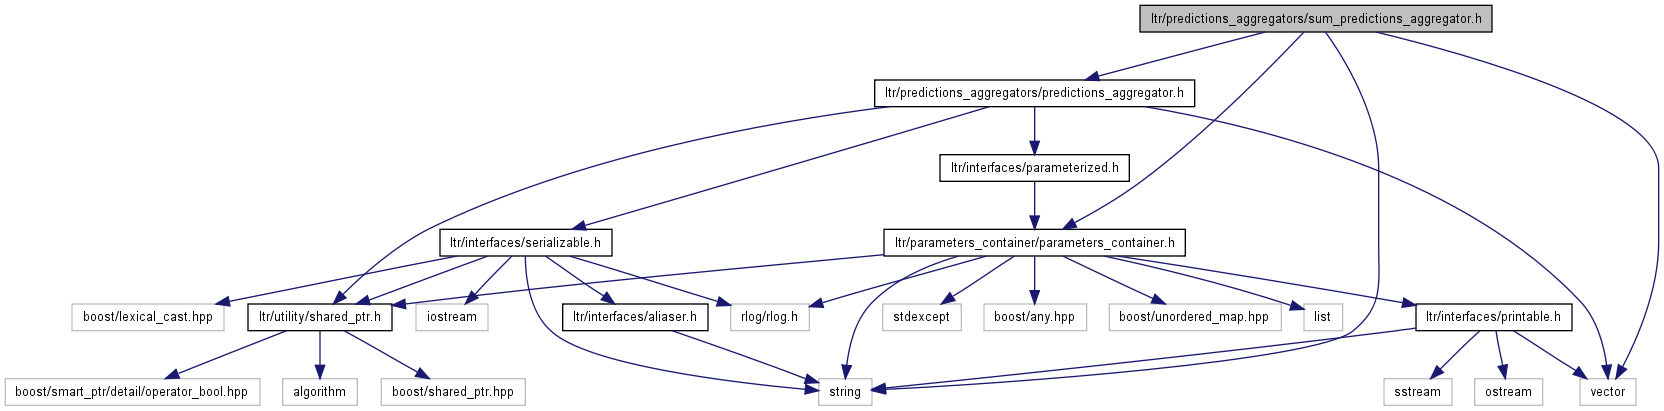 ltr/predictions_aggregators/sum_predictions_aggregator.h
ltr/predictions_aggregators/predictions_aggregator.h
ltr/interfaces/parameterized.h
ltr/interfaces/serializable.h
ltr/parameters_container/parameters_container.h
boost/lexical_cast.hpp
ltr/utility/shared_ptr.h
iostream
ltr/interfaces/aliaser.h
rlog/rlog.h
stdexcept
boost/any.hpp
boost/unordered_map.hpp
list
ltr/interfaces/printable.h
boost/smart_ptr/detail/operator_bool.hpp
algorithm
boost/shared_ptr.hpp
string
sstream
ostream
vector